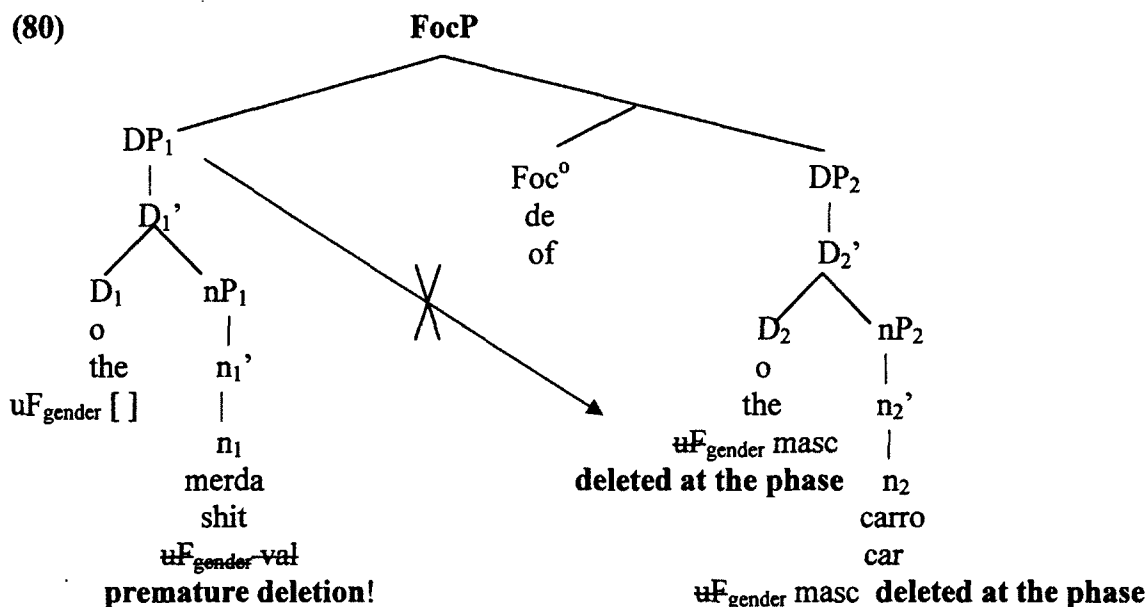 (80) FocP
DP₁ Foc⁰ DP₂
D₁' de D₂'
of
D₁ nP₁ D₂ nP₂
o o
the n₁' the n₂'
uFgender [ ] uFgender masc
n₁ deleted at the phase n₂
merda carro
shit car
uFgender val uFgender masc deleted at the phase
premature deletion!